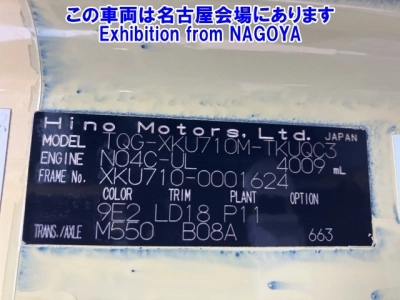 この車両は名古屋会場にあります
Exhibition from NAGOYA
Hino Motors, Ltd. JAPAN
MODEL TQG-XKU710M-TKUQC3
ENGINE N04C-UL 4009 mL
FRAME No. XKU710-0001624
COLOR TRIM PLANT OPTION
9E2 LD18 P11
TRANS./AXLE M550 B08A 663